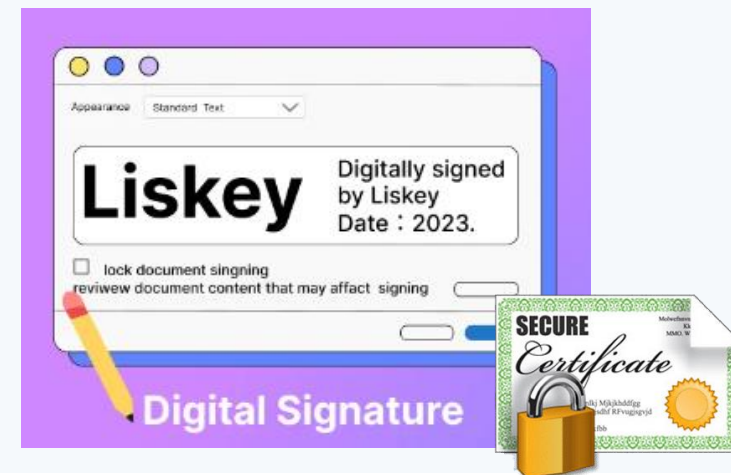 Appearance
Standard Text
Liskey
Digitally signed
by Liskey
Date：2023.
lock document singning
reviwew document content that may affact signing
Digital Signature
SECURE
Certificate